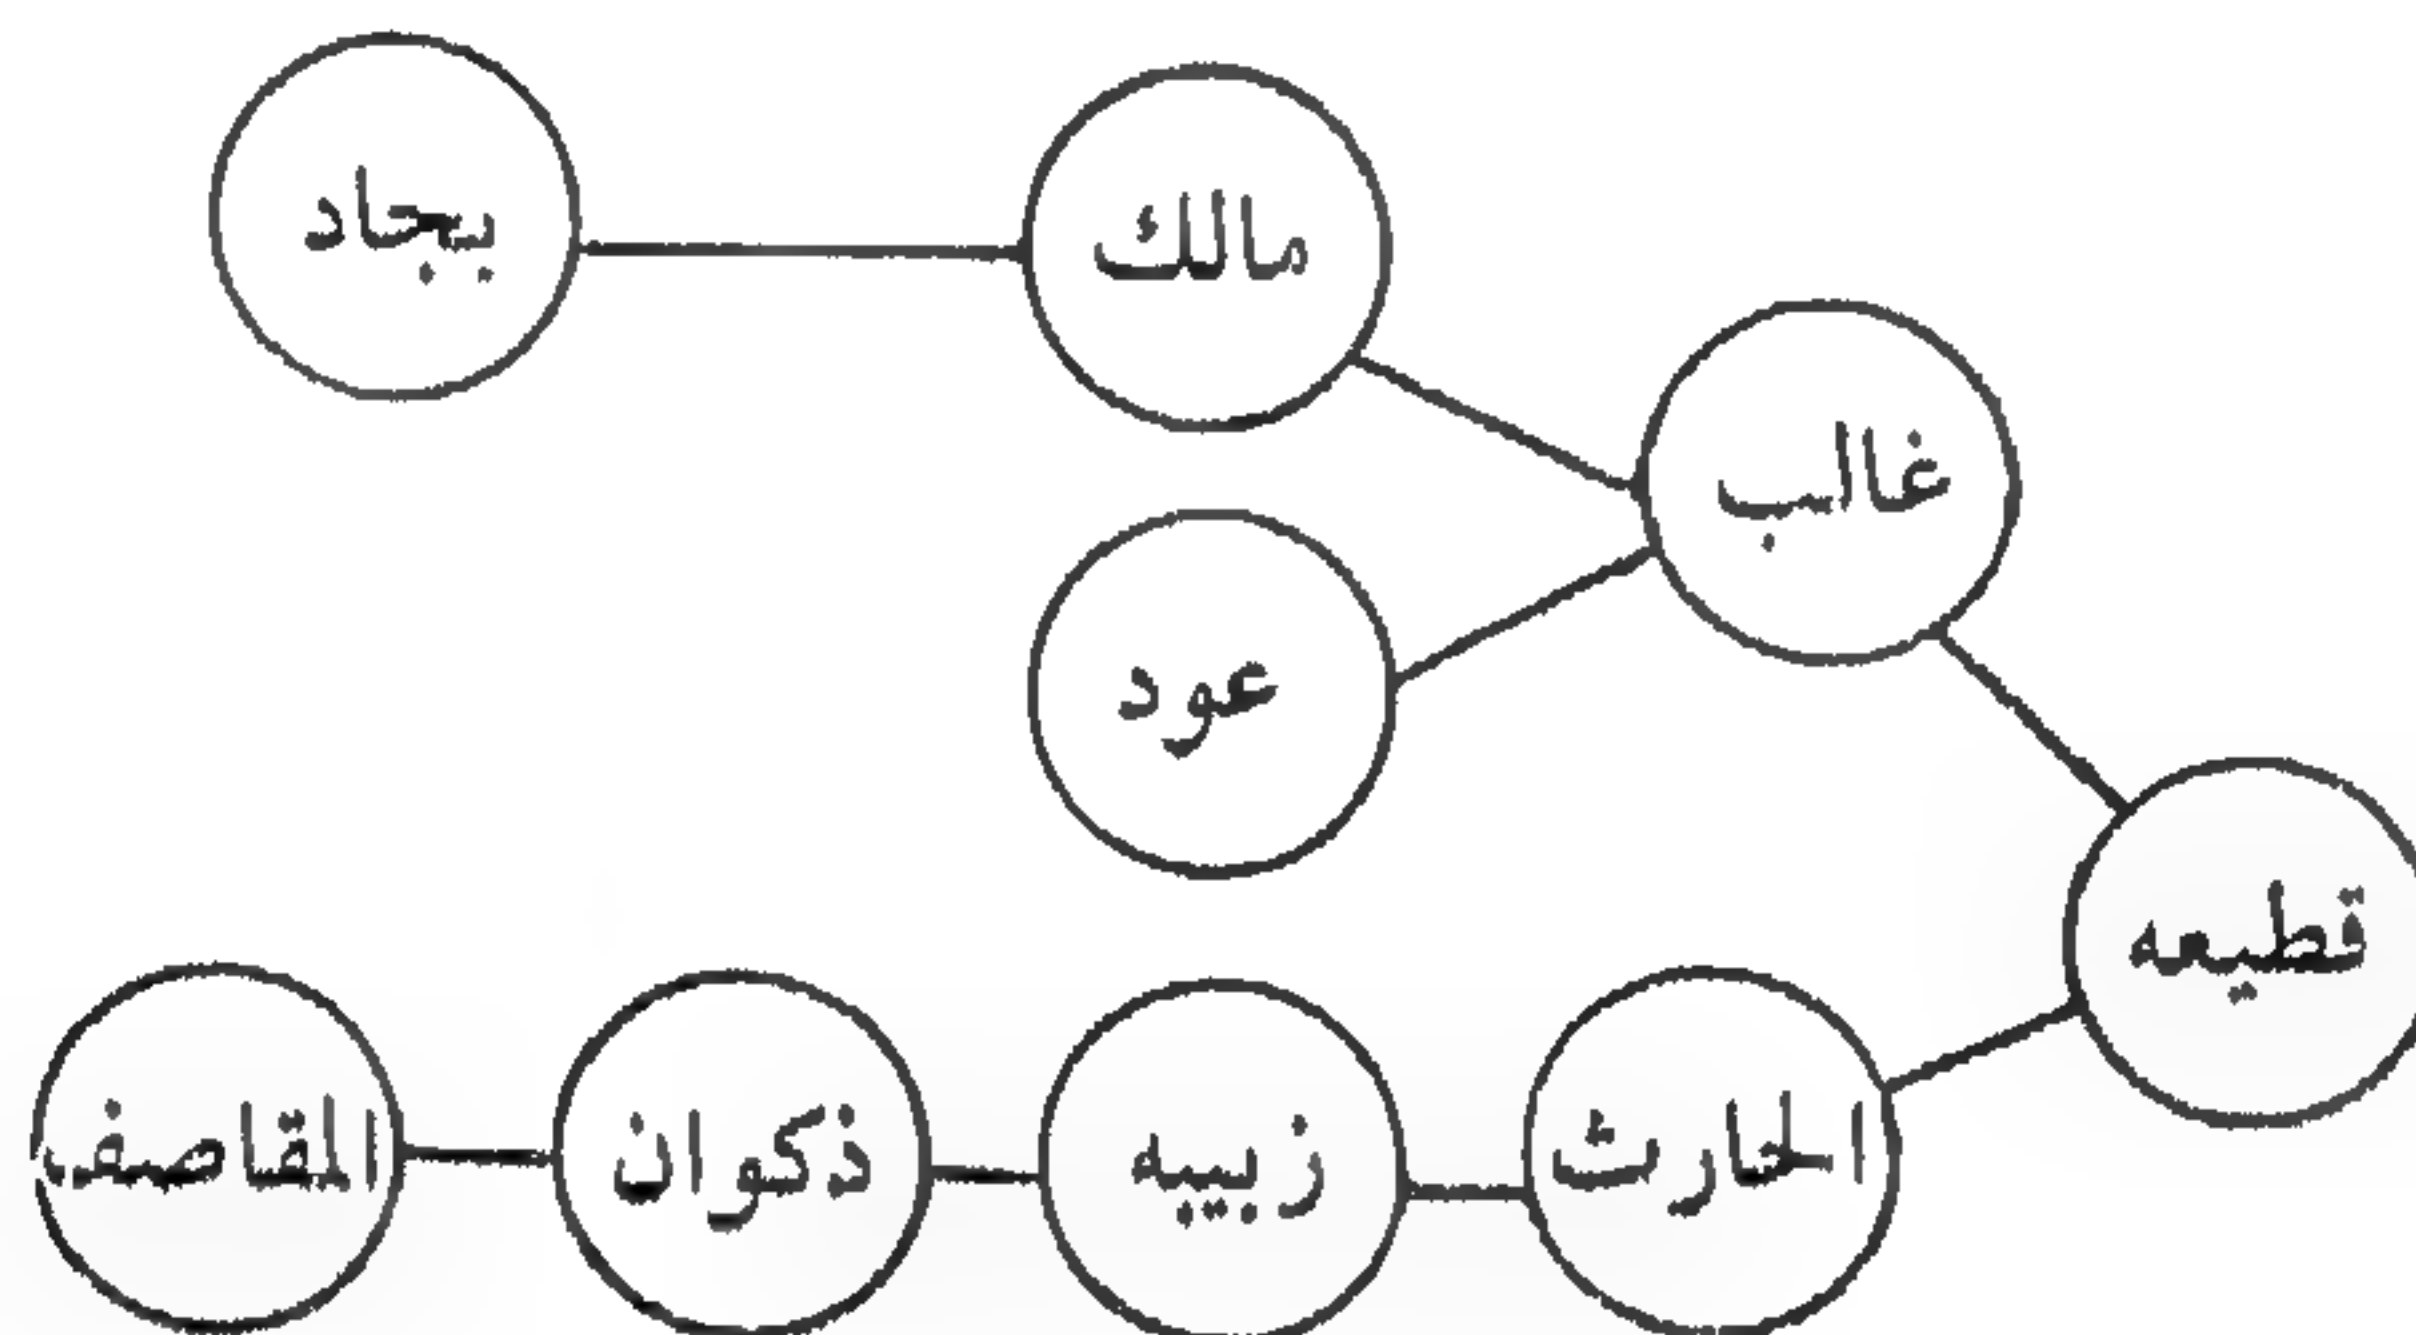 بجاد
مالك
غالب
عود
قطيعه
الحارث
زبيبه
ذكوان
المقاصف